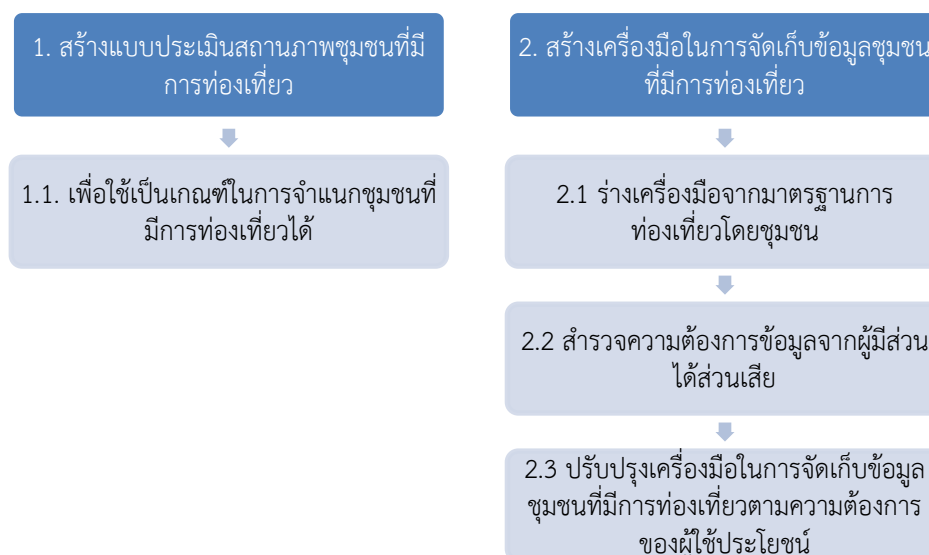 1. สร้างแบบประเมินสถานภาพชุมชนที่มี
การท่องเที่ยว
1.1. เพื่อใช้เป็นเกณฑ์ในการจำแนกชุมชนที่
มีการท่องเที่ยวได้
2. สร้างเครื่องมือในการจัดเก็บข้อมูลชุมชน
ที่มีการท่องเที่ยว
2.1 ร่างเครื่องมือจากมาตรฐานการ
ท่องเที่ยวโดยชุมชน
2.2 สำรวจความต้องการข้อมูลจากผู้มีส่วน
ได้ส่วนเสีย
2.3 ปรับปรุงเครื่องมือในการจัดเก็บข้อมูล
ชุมชนที่มีการท่องเที่ยวตามความต้องการ
ของผู้ใช้ประโยชน์